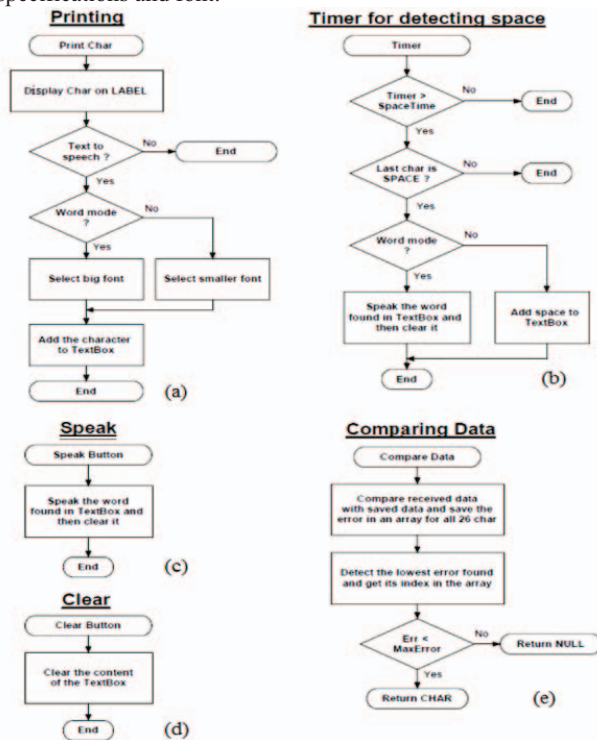 specifications and font.
Printing
Print Char
Display Char on LABEL
Text to
speech ?
No
End
Yes
Word mode
?
No
Yes
Select big font
Select smaller font
Add the character
to TextBox
End
(a)
Timer for detecting space
Timer
Timer >
SpaceTime
No
End
Yes
Last char is
SPACE ?
No
End
Yes
Word mode
?
No
Yes
Speak the word
found in TextBox and
then clear it
Add space to
TextBox
End
(b)
Speak
Speak Button
Speak the word
found in TextBox and
then clear it
End
(c)
Clear
Clear Button
Clear the content
of the TextBox
End
(d)
Comparing Data
Compare Data
Compare received data
with saved data and save the
error in an array for all 26 char
Detect the lowest error found
and get its index in the array
Err <
MaxError
No
Return NULL
Yes
Return CHAR
(e)